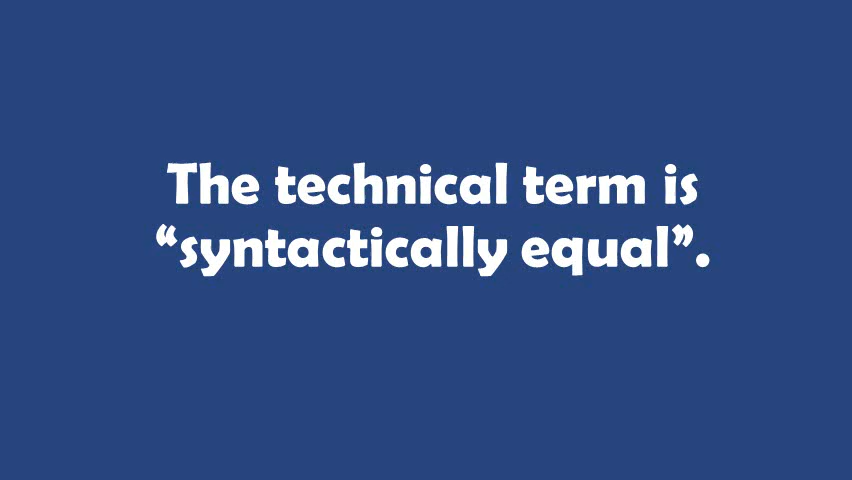 The technical term is
“syntactically equal”.